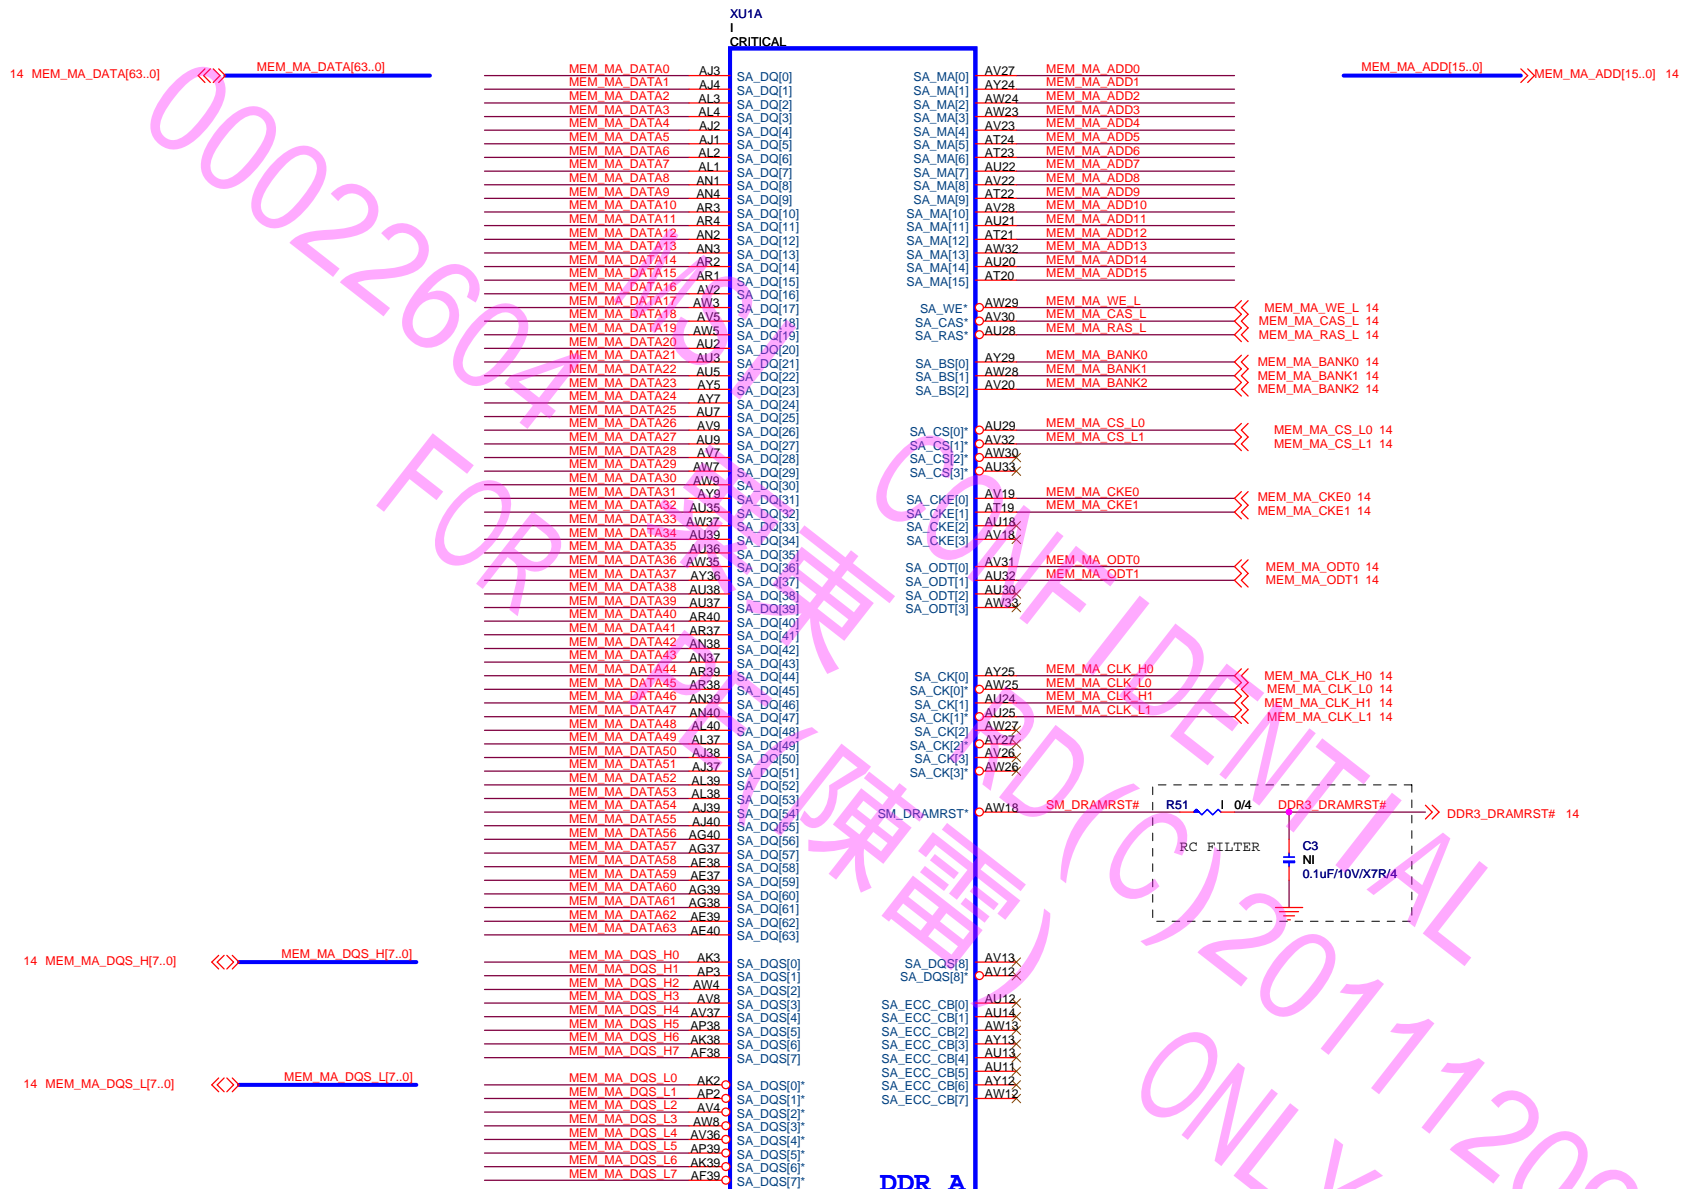 XU1A
I
CRITICAL
14 MEM_MA_DATA[63..0] MEM_MA_DATA[63..0]
MEM_MA_ADD[15..0] MEM_MA_ADD[15..0] 14
MEM_MA_DATA0 AJ3 SA_DQ[0]
MEM_MA_DATA1 AJ4 SA_DQ[1]
MEM_MA_DATA2 AL3 SA_DQ[2]
MEM_MA_DATA3 AL4 SA_DQ[3]
MEM_MA_DATA4 AJ2 SA_DQ[4]
MEM_MA_DATA5 AJ1 SA_DQ[5]
MEM_MA_DATA6 AL2 SA_DQ[6]
MEM_MA_DATA7 AL1 SA_DQ[7]
MEM_MA_DATA8 AN1 SA_DQ[8]
MEM_MA_DATA9 AN4 SA_DQ[9]
MEM_MA_DATA10 AR3 SA_DQ[10]
MEM_MA_DATA11 AR4 SA_DQ[11]
MEM_MA_DATA12 AN2 SA_DQ[12]
MEM_MA_DATA13 AN3 SA_DQ[13]
MEM_MA_DATA14 AR2 SA_DQ[14]
MEM_MA_DATA15 AR1 SA_DQ[15]
MEM_MA_DATA16 AV2 SA_DQ[16]
MEM_MA_DATA17 AW3 SA_DQ[17]
MEM_MA_DATA18 AV5 SA_DQ[18]
MEM_MA_DATA19 AW5 SA_DQ[19]
MEM_MA_DATA20 AU2 SA_DQ[20]
MEM_MA_DATA21 AU3 SA_DQ[21]
MEM_MA_DATA22 AU5 SA_DQ[22]
MEM_MA_DATA23 AY5 SA_DQ[23]
MEM_MA_DATA24 AY7 SA_DQ[24]
MEM_MA_DATA25 AU7 SA_DQ[25]
MEM_MA_DATA26 AV9 SA_DQ[26]
MEM_MA_DATA27 AU9 SA_DQ[27]
MEM_MA_DATA28 AV7 SA_DQ[28]
MEM_MA_DATA29 AW7 SA_DQ[29]
MEM_MA_DATA30 AW9 SA_DQ[30]
MEM_MA_DATA31 AY9 SA_DQ[31]
MEM_MA_DATA32 AU35 SA_DQ[32]
MEM_MA_DATA33 AW37 SA_DQ[33]
MEM_MA_DATA34 AU39 SA_DQ[34]
MEM_MA_DATA35 AU36 SA_DQ[35]
MEM_MA_DATA36 AW35 SA_DQ[36]
MEM_MA_DATA37 AY36 SA_DQ[37]
MEM_MA_DATA38 AU38 SA_DQ[38]
MEM_MA_DATA39 AU37 SA_DQ[39]
MEM_MA_DATA40 AR40 SA_DQ[40]
MEM_MA_DATA41 AR37 SA_DQ[41]
MEM_MA_DATA42 AN38 SA_DQ[42]
MEM_MA_DATA43 AN37 SA_DQ[43]
MEM_MA_DATA44 AR39 SA_DQ[44]
MEM_MA_DATA45 AR38 SA_DQ[45]
MEM_MA_DATA46 AN39 SA_DQ[46]
MEM_MA_DATA47 AN40 SA_DQ[47]
MEM_MA_DATA48 AL40 SA_DQ[48]
MEM_MA_DATA49 AL37 SA_DQ[49]
MEM_MA_DATA50 AJ38 SA_DQ[50]
MEM_MA_DATA51 AJ37 SA_DQ[51]
MEM_MA_DATA52 AL39 SA_DQ[52]
MEM_MA_DATA53 AL38 SA_DQ[53]
MEM_MA_DATA54 AJ39 SA_DQ[54]
MEM_MA_DATA55 AJ40 SA_DQ[55]
MEM_MA_DATA56 AG40 SA_DQ[56]
MEM_MA_DATA57 AG37 SA_DQ[57]
MEM_MA_DATA58 AE38 SA_DQ[58]
MEM_MA_DATA59 AE37 SA_DQ[59]
MEM_MA_DATA60 AG39 SA_DQ[60]
MEM_MA_DATA61 AG38 SA_DQ[61]
MEM_MA_DATA62 AE39 SA_DQ[62]
MEM_MA_DATA63 AE40 SA_DQ[63]
14 MEM_MA_DQS_H[7..0] MEM_MA_DQS_H[7..0]
MEM_MA_DQS_H0 AK3 SA_DQS[0]
MEM_MA_DQS_H1 AP3 SA_DQS[1]
MEM_MA_DQS_H2 AW4 SA_DQS[2]
MEM_MA_DQS_H3 AV8 SA_DQS[3]
MEM_MA_DQS_H4 AV37 SA_DQS[4]
MEM_MA_DQS_H5 AP38 SA_DQS[5]
MEM_MA_DQS_H6 AK38 SA_DQS[6]
MEM_MA_DQS_H7 AF38 SA_DQS[7]
14 MEM_MA_DQS_L[7..0] MEM_MA_DQS_L[7..0]
MEM_MA_DQS_L0 AK2 SA_DQS[0]*
MEM_MA_DQS_L1 AP2 SA_DQS[1]*
MEM_MA_DQS_L2 AV4 SA_DQS[2]*
MEM_MA_DQS_L3 AW8 SA_DQS[3]*
MEM_MA_DQS_L4 AV36 SA_DQS[4]*
MEM_MA_DQS_L5 AP39 SA_DQS[5]*
MEM_MA_DQS_L6 AK39 SA_DQS[6]*
MEM_MA_DQS_L7 AF39 SA_DQS[7]*
SA_MA[0] AV27 MEM_MA_ADD0
SA_MA[1] AY24 MEM_MA_ADD1
SA_MA[2] AW24 MEM_MA_ADD2
SA_MA[3] AW23 MEM_MA_ADD3
SA_MA[4] AV23 MEM_MA_ADD4
SA_MA[5] AT24 MEM_MA_ADD5
SA_MA[6] AT23 MEM_MA_ADD6
SA_MA[7] AU22 MEM_MA_ADD7
SA_MA[8] AV22 MEM_MA_ADD8
SA_MA[9] AT22 MEM_MA_ADD9
SA_MA[10] AV28 MEM_MA_ADD10
SA_MA[11] AU21 MEM_MA_ADD11
SA_MA[12] AT21 MEM_MA_ADD12
SA_MA[13] AW32 MEM_MA_ADD13
SA_MA[14] AU20 MEM_MA_ADD14
SA_MA[15] AT20 MEM_MA_ADD15
SA_WE* AW29 MEM_MA_WE_L MEM_MA_WE_L 14
SA_CAS* AV30 MEM_MA_CAS_L MEM_MA_CAS_L 14
SA_RAS* AU28 MEM_MA_RAS_L MEM_MA_RAS_L 14
SA_BS[0] AY29 MEM_MA_BANK0 MEM_MA_BANK0 14
SA_BS[1] AW28 MEM_MA_BANK1 MEM_MA_BANK1 14
SA_BS[2] AV20 MEM_MA_BANK2 MEM_MA_BANK2 14
SA_CS[0]* AU29 MEM_MA_CS_L0 MEM_MA_CS_L0 14
SA_CS[1]* AV32 MEM_MA_CS_L1 MEM_MA_CS_L1 14
SA_CS[2]* AW30
SA_CS[3]* AU33
SA_CKE[0] AV19 MEM_MA_CKE0 MEM_MA_CKE0 14
SA_CKE[1] AT19 MEM_MA_CKE1 MEM_MA_CKE1 14
SA_CKE[2] AU18
SA_CKE[3] AV18
SA_ODT[0] AV31 MEM_MA_ODT0 MEM_MA_ODT0 14
SA_ODT[1] AU32 MEM_MA_ODT1 MEM_MA_ODT1 14
SA_ODT[2] AU30
SA_ODT[3] AW33
SA_CK[0] AY25 MEM_MA_CLK_H0 MEM_MA_CLK_H0 14
SA_CK[0]* AW25 MEM_MA_CLK_L0 MEM_MA_CLK_L0 14
SA_CK[1] AU24 MEM_MA_CLK_H1 MEM_MA_CLK_H1 14
SA_CK[1]* AU25 MEM_MA_CLK_L1 MEM_MA_CLK_L1 14
SA_CK[2] AW27
SA_CK[2]* AY27
SA_CK[3] AV26
SA_CK[3]* AW26
SM_DRAMRST* AW18 SM_DRAMRST# R51 I 0/4 DDR3_DRAMRST# DDR3_DRAMRST# 14
RC FILTER
C3
NI
0.1uF/10V/X7R/4
SA_DQS[8] AV13
SA_DQS[8]* AV12
SA_ECC_CB[0] AU12
SA_ECC_CB[1] AU14
SA_ECC_CB[2] AW13
SA_ECC_CB[3] AY13
SA_ECC_CB[4] AU13
SA_ECC_CB[5] AU11
SA_ECC_CB[6] AY12
SA_ECC_CB[7] AW12
DDR_A
00022604 MSI CONFIDENTIAL
FOR 東 RD(C)2011120
PE(陳雷) ONLY